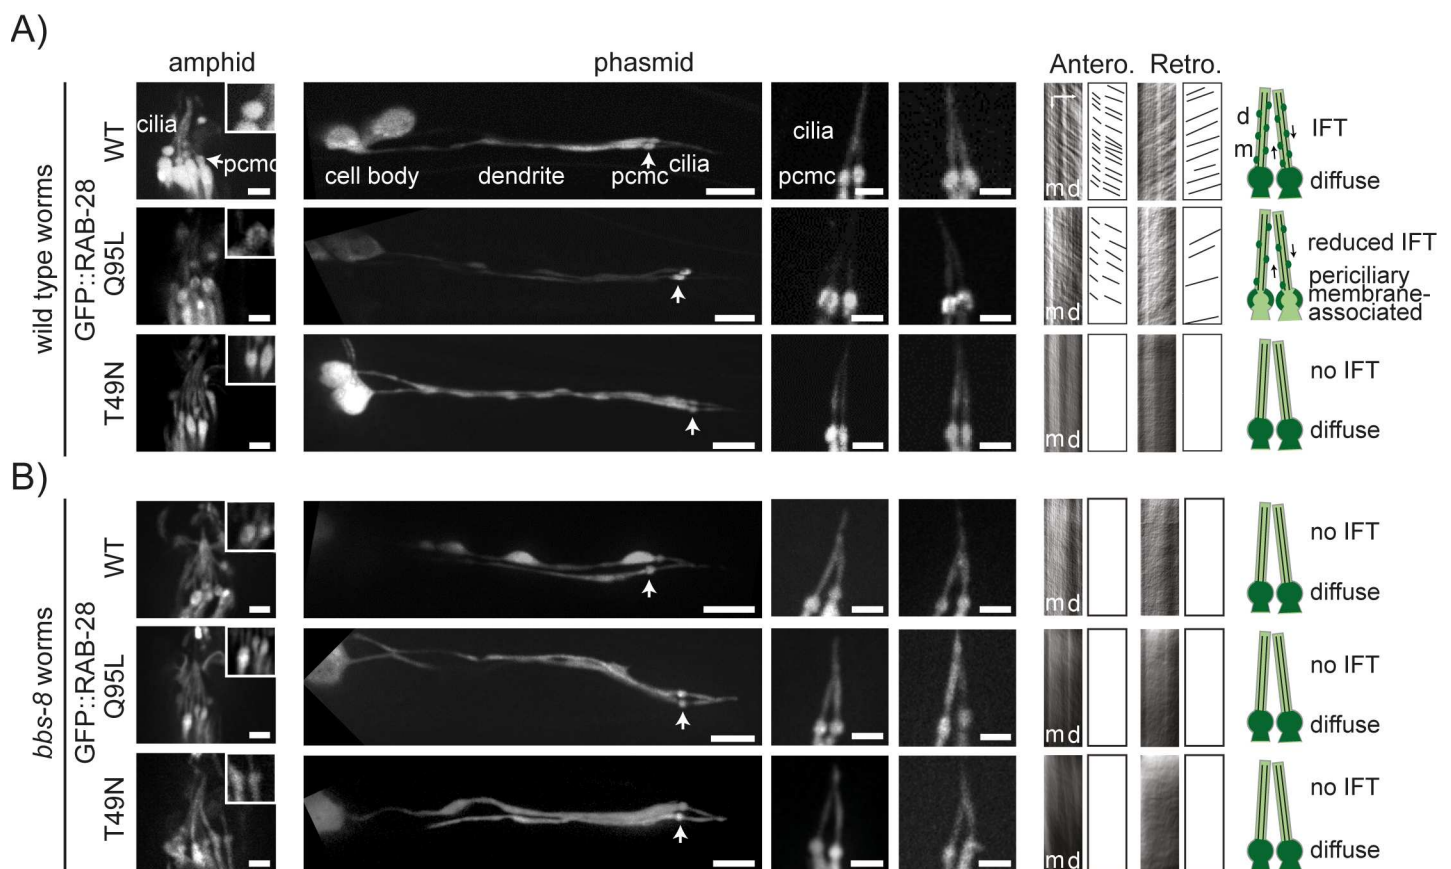 A)
amphid
phasmid
Antero. Retro.
wild type worms
GFP::RAB-28
WT
cilia
pcmc
cell body
dendrite
pcmc
cilia
cilia
pcmc
m d
d
m
IFT
diffuse
Q95L
m d
reduced IFT
periciliary
membrane-
associated
T49N
m d
no IFT
diffuse
B)
bbs-8 worms
GFP::RAB-28
WT
m d
no IFT
diffuse
Q95L
m d
no IFT
diffuse
T49N
m d
no IFT
diffuse